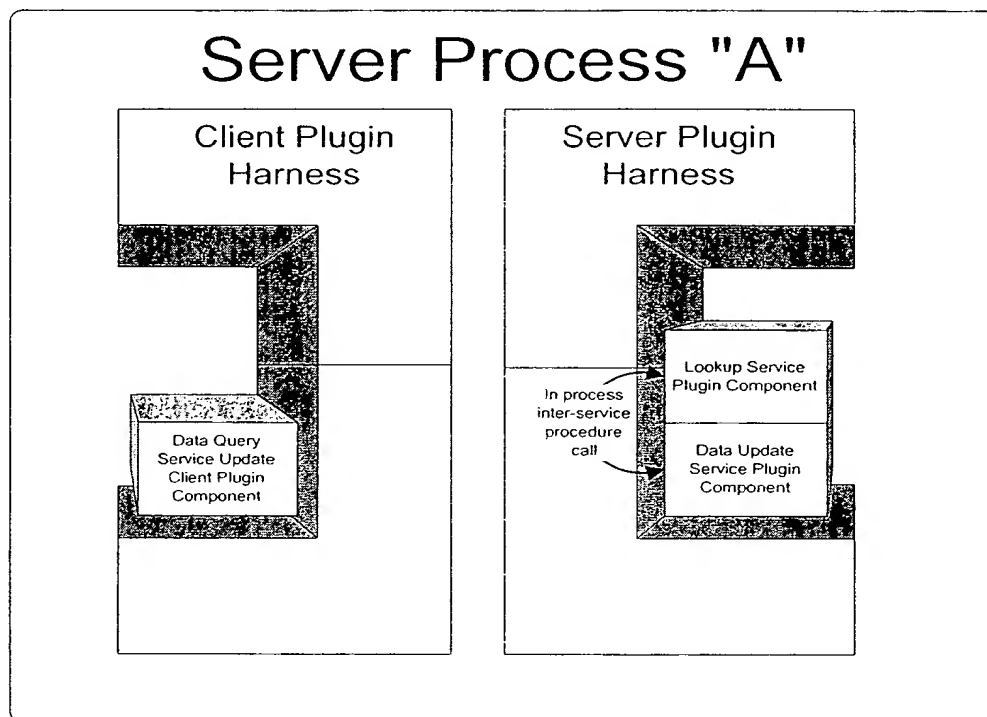 Server Process "A"
Client Plugin
Harness
Server Plugin
Harness
Data Query
Service Update
Client Plugin
Component
In process
inter-service
procedure
call
Lookup Service
Plugin Component
Data Update
Service Plugin
Component